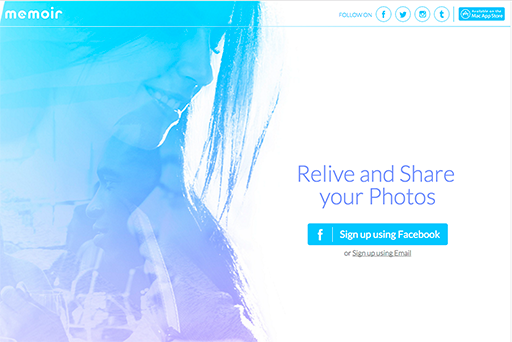 memoir
FOLLOW ON
Available on the
Mac App Store
Relive and Share
your Photos
Sign up using Facebook
or Sign up using Email